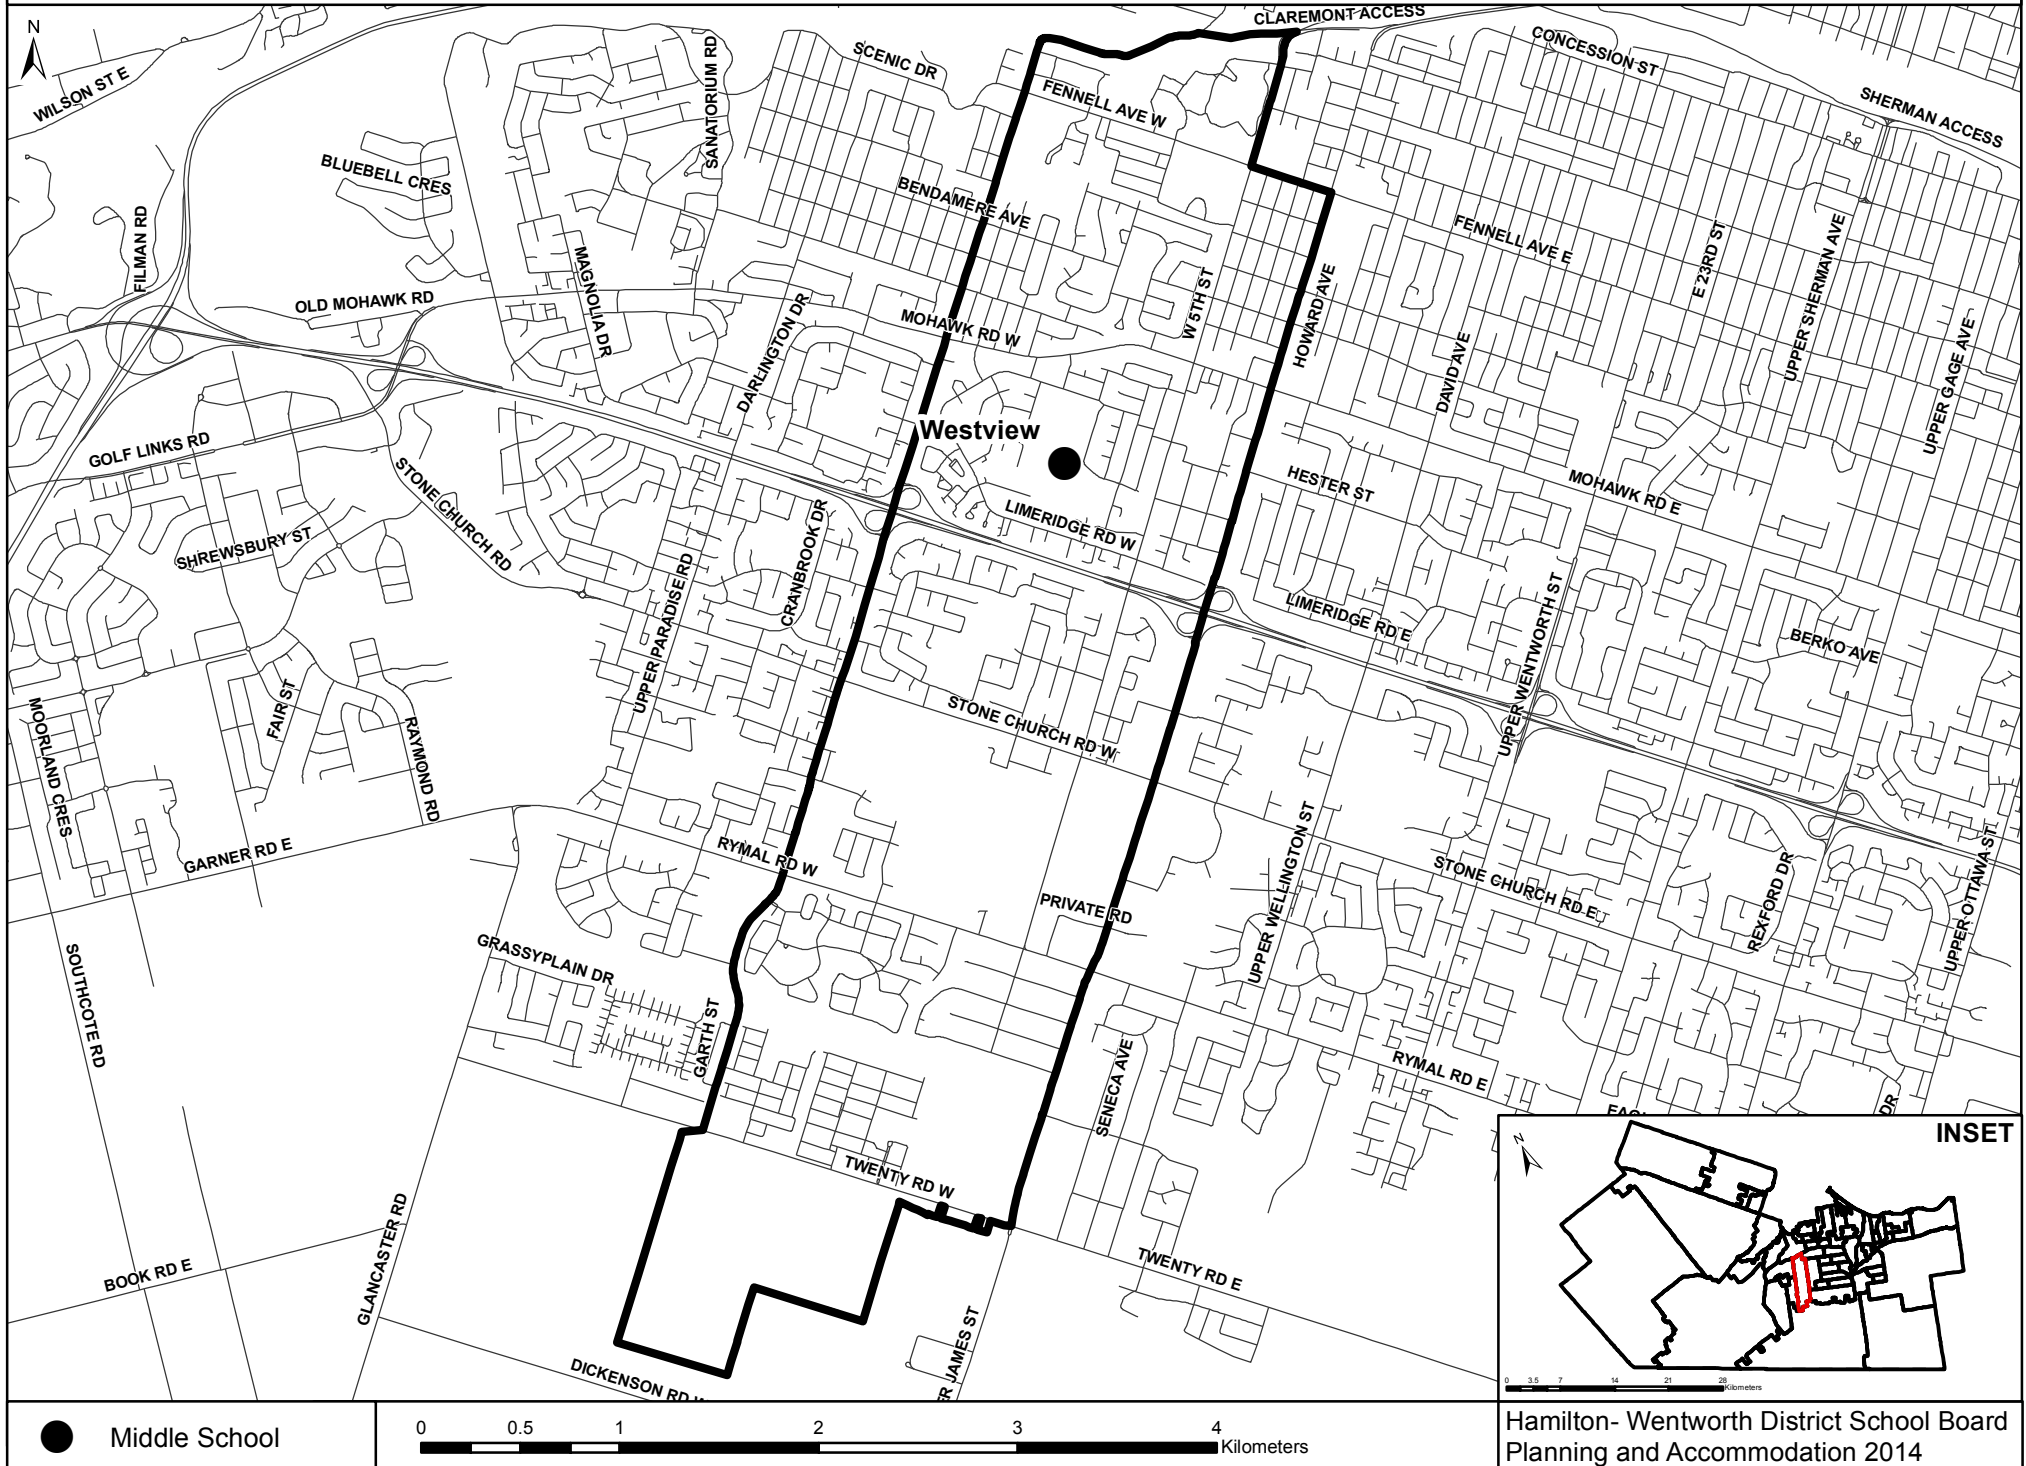 N
CLAREMONT ACCESS
CONCESSION ST
SCENIC DR
SANATORIUM RD
WILSON ST E
FENNELL AVE W
SHERMAN ACCESS
BLUEBELL CRES
BENDAMERE AVE
FILMAN RD
FENNELL AVE E
E 23RD ST
UPPER SHERMAN AVE
MAGNOLIA DR
OLD MOHAWK RD
W 5TH ST
HOWARD AVE
DARLINGTON DR
MOHAWK RD W
DAVID AVE
UPPER GAGE AVE
Westview
GOLF LINKS RD
STONE CHURCH RD
HESTER ST
MOHAWK RD E
LIMERIDGE RD W
SHREWSBURY ST
CRANBROOK DR
UPPER PARADISE RD
LIMERIDGE RD E
UPPER WENTWORTH ST
BERKO AVE
FAIR ST
MOORLAND CRES
RAYMOND RD
STONE CHURCH RD W
GARNER RD E
RYMAL RD W
UPPER WELLINGTON ST
STONE CHURCH RD E
REXFORD DR
UPPER OTTAWA ST
PRIVATE RD
SOUTHCOTE RD
GRASSYPLAIN DR
GARTH ST
SENECA AVE
RYMAL RD E
DR
INSET
N
TWENTY RD W
GLANCASTER RD
BOOK RD E
TWENTY RD E
R JAMES ST
DICKENSON RD W
0 3.5 7 14 21 28
Kilometers
Middle School
0 0.5 1 2 3 4
Kilometers
Hamilton- Wentworth District School Board
Planning and Accommodation 2014